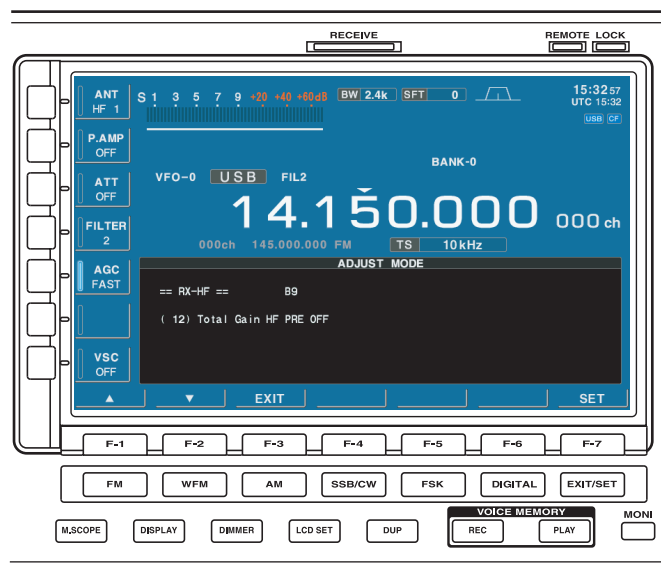 RECEIVE
REMOTE LOCK
ANT
HF 1
S 1 3 5 7 9 +20 +40 +60dB
BW 2.4k
SFT 0
15:32 57
UTC 15:32
USB CF
P.AMP
OFF
BANK-0
ATT
OFF
VFO-0 USB FIL2
14.150.000
000 ch
FILTER
2
000ch 145.000.000 FM
TS 10kHz
ADJUST MODE
AGC
FAST
== RX-HF == B9
( 12) Total Gain HF PRE OFF
VSC
OFF
▲ ▼ EXIT SET
F-1 F-2 F-3 F-4 F-5 F-6 F-7
FM WFM AM SSB/CW FSK DIGITAL EXIT/SET
VOICE MEMORY
MONI
M.SCOPE DISPLAY DIMMER LCD SET DUP REC PLAY